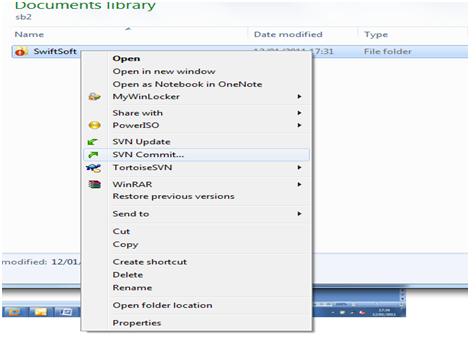 Documents library
sb2
Name Date modified Type
SwiftSoft 12/01/2011 17:31 File folder
Open
Open in new window
Open as Notebook in OneNote
MyWinLocker
Share with
PowerISO
SVN Update
SVN Commit...
TortoiseSVN
WinRAR
Restore previous versions
Send to
Cut
Copy
Create shortcut
Delete
Rename
Open folder location
Properties
modified: 12/01/